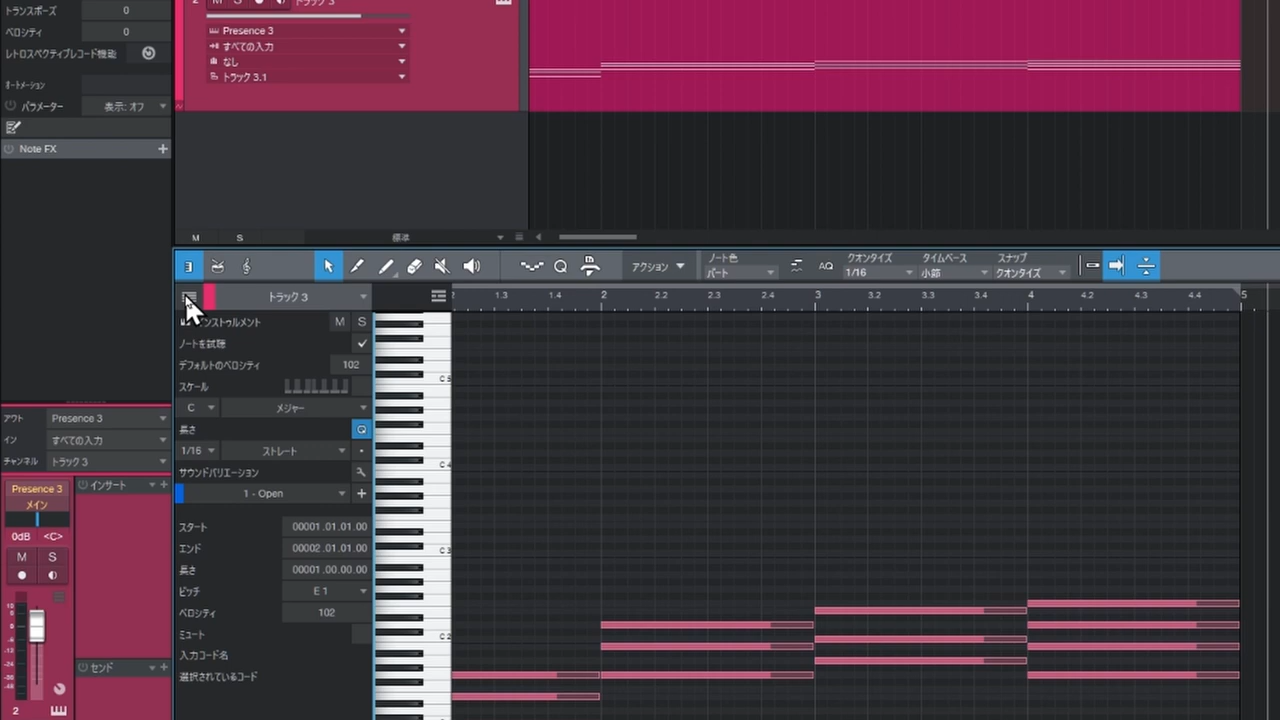 トランスポーズ 0
ベロシティ 0
レトロスペクティブレコード機能
オートメーション
パラメーター 表示: オフ
Note FX
2 M S トラック 3
Presence 3
すべての入力
なし
トラック 3.1
M S 標準
アクション
ノート色
パート
AQ
クオンタイズ
1/16
タイムベース
小節
スナップ
クオンタイズ
トラック 3
1.3 1.4 2 2.2 2.3 2.4 3 3.2 3.3 3.4 4 4.2 4.3 4.4 5
ンストゥルメント M S
ノートを試聴
デフォルトのベロシティ 102
スケール
C メジャー
長さ Q
1/16 ストレート
サウンドバリエーション
1 - Open
スタート 00001.01.01.00
エンド 00002.01.01.00
長さ 00001.00.00.00
ピッチ E 1
ベロシティ 102
ミュート
入力コード名
選択されているコード
C 5
C 4
C 3
C 2
アウト Presence 3
イン すべての入力
チャンネル トラック 3
Presence 3
メイン
インサート
0dB <C>
M S
センド
2